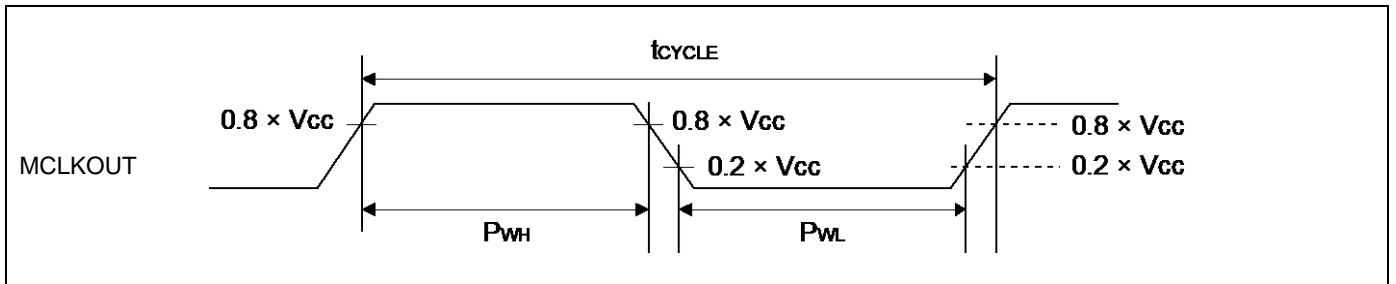 tCYCLE
0.8 × Vcc
0.8 × Vcc
0.8 × Vcc
MCLKOUT
0.2 × Vcc
0.2 × Vcc
PWH
PWL